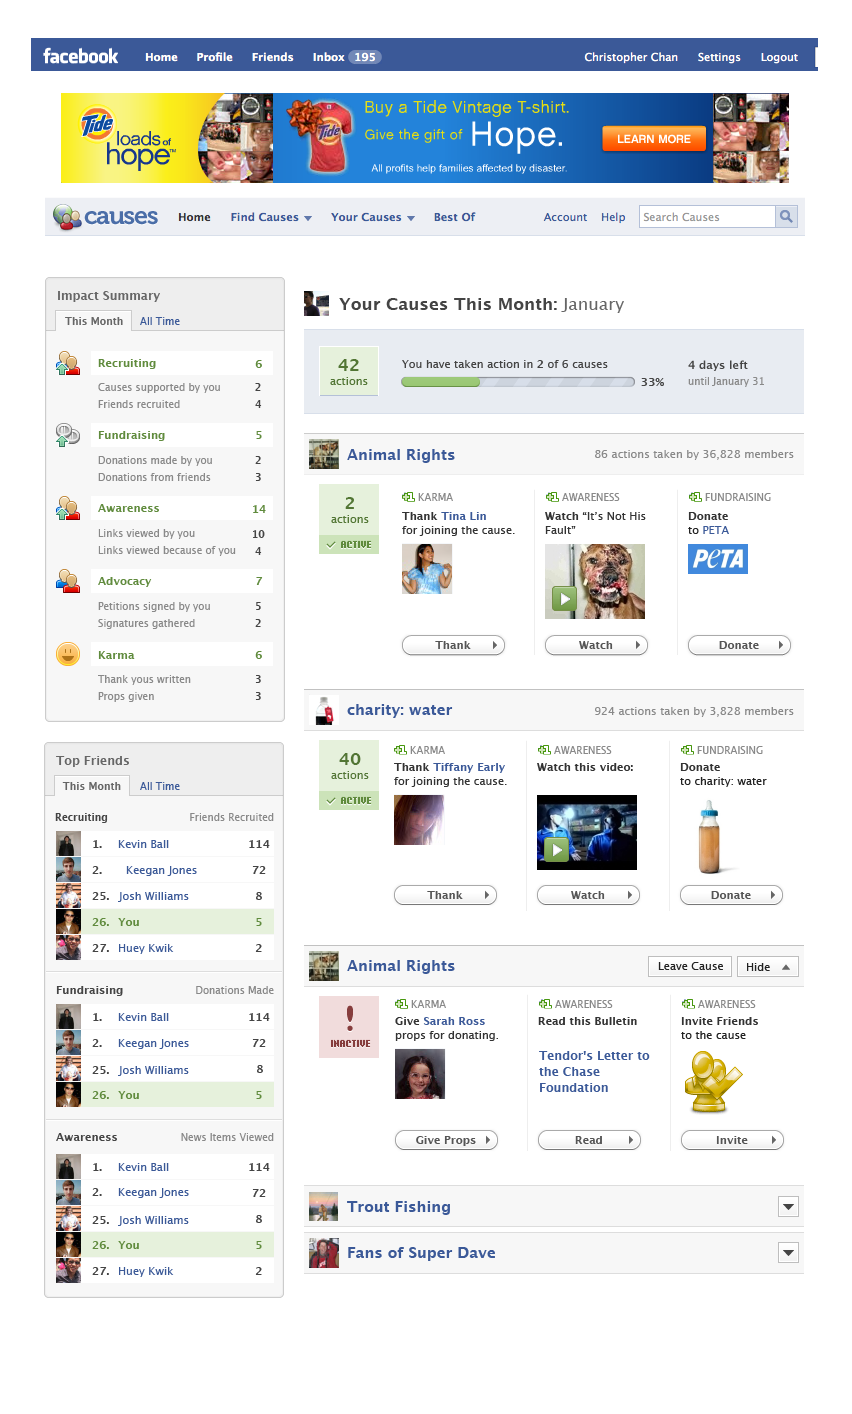 facebook Home Profile Friends Inbox 195 Christopher Chan Settings Logout
Tide
loads of
hope™
Tide
Buy a Tide Vintage T-shirt.
Give the gift of Hope.
All profits help families affected by disaster.
LEARN MORE
causes Home Find Causes Your Causes Best Of Account Help Search Causes
Impact Summary
This Month All Time
Recruiting 6
Causes supported by you 2
Friends recruited 4
Fundraising 5
Donations made by you 2
Donations from friends 3
Awareness 14
Links viewed by you 10
Links viewed because of you 4
Advocacy 7
Petitions signed by you 5
Signatures gathered 2
Karma 6
Thank yous written 3
Props given 3
Top Friends
This Month All Time
Recruiting Friends Recruited
1. Kevin Ball 114
2. Keegan Jones 72
25. Josh Williams 8
26. You 5
27. Huey Kwik 2
Fundraising Donations Made
1. Kevin Ball 114
2. Keegan Jones 72
25. Josh Williams 8
26. You 5
Awareness News Items Viewed
1. Kevin Ball 114
2. Keegan Jones 72
25. Josh Williams 8
26. You 5
27. Huey Kwik 2
Your Causes This Month: January
42
actions
You have taken action in 2 of 6 causes
33%
4 days left
until January 31
Animal Rights 86 actions taken by 36,828 members
2
actions
ACTIVE
KARMA
Thank Tina Lin
for joining the cause.
Thank
AWARENESS
Watch “It’s Not His
Fault”
Watch
FUNDRAISING
Donate
to PETA
PETA
Donate
charity: water 924 actions taken by 3,828 members
40
actions
ACTIVE
KARMA
Thank Tiffany Early
for joining the cause.
Thank
AWARENESS
Watch this video:
Watch
FUNDRAISING
Donate
to charity: water
Donate
Animal Rights Leave Cause Hide
!
INACTIVE
KARMA
Give Sarah Ross
props for donating.
Give Props
AWARENESS
Read this Bulletin
Tendor's Letter to
the Chase
Foundation
Read
AWARENESS
Invite Friends
to the cause
Invite
Trout Fishing
Fans of Super Dave